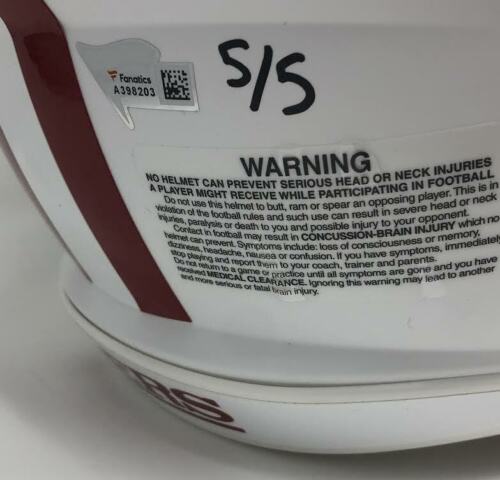 Fanatics
A398203
5/5
WARNING
NO HELMET CAN PREVENT SERIOUS HEAD OR NECK INJURIES
A PLAYER MIGHT RECEIVE WHILE PARTICIPATING IN FOOTBALL
Do not use this helmet to butt, ram or spear an opposing player. This is in
violation of the football rules and such use can result in severe head or neck
injuries, paralysis or death to you and possible injury to your opponent.
Contact in football may result in CONCUSSION-BRAIN INJURY which no
helmet can prevent. Symptoms include: loss of consciousness or memory,
dizziness, headache, nausea or confusion. If you have symptoms, immediate
stop playing and report them to your coach, trainer and parents.
Do not return to a game or practice until all symptoms are gone and you have
received MEDICAL CLEARANCE. Ignoring this warning may lead to another
and more serious or fatal brain injury.
ERS